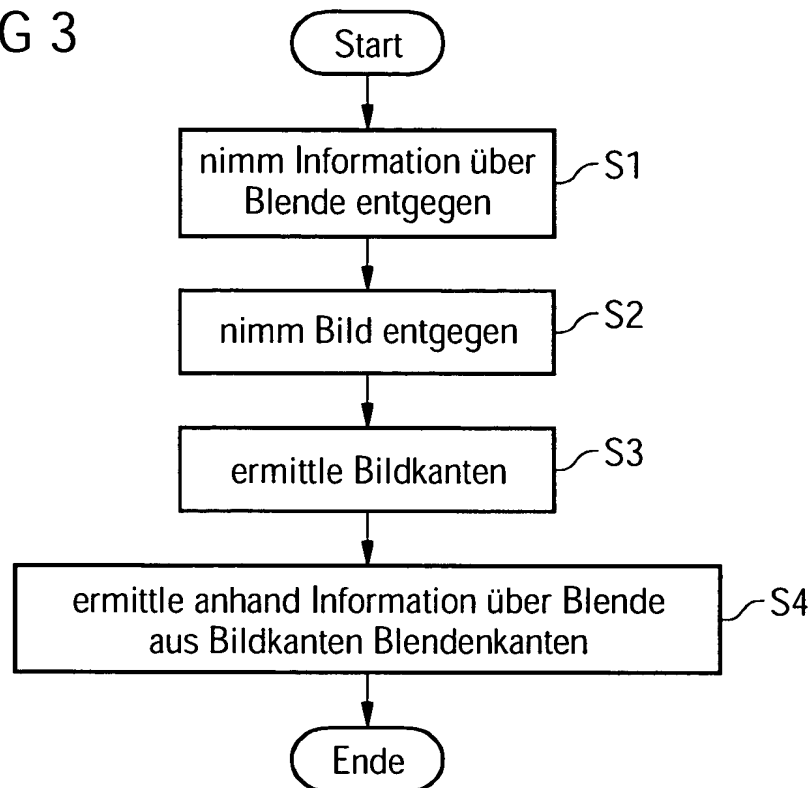 G 3
Start
nimm Information über
Blende entgegen
S1
nimm Bild entgegen
S2
ermittle Bildkanten
S3
ermittle anhand Information über Blende
aus Bildkanten Blendenkanten
S4
Ende